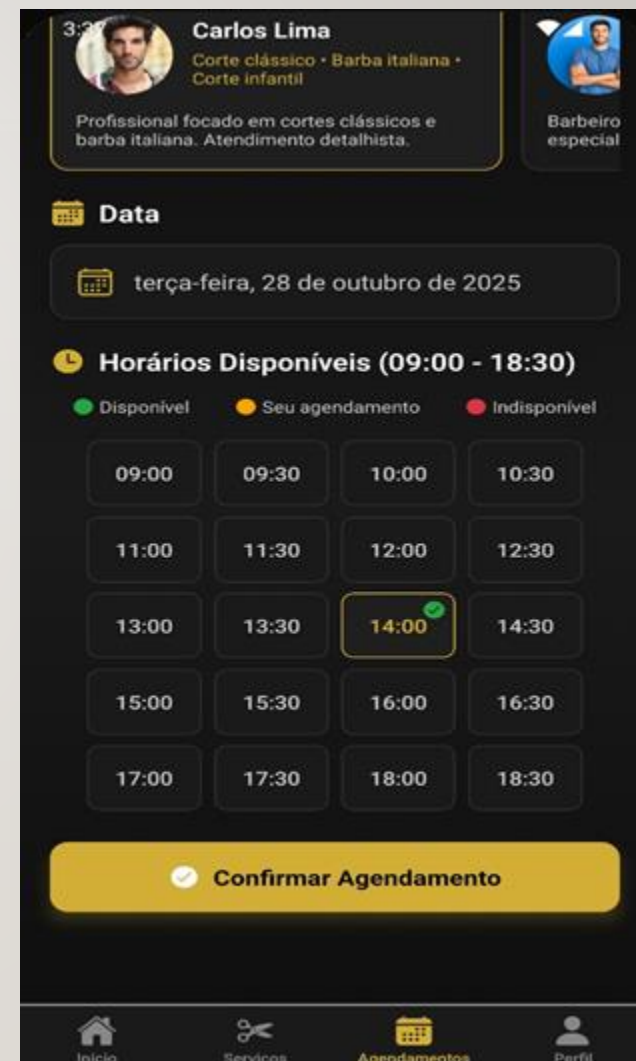 3:3
Carlos Lima
Corte clássico • Barba italiana •
Corte infantil
Profissional focado em cortes clássicos e
barba italiana. Atendimento detalhista.
Barbeiro
especial
Data
terça-feira, 28 de outubro de 2025
Horários Disponíveis (09:00 - 18:30)
Disponível Seu agendamento Indisponível
09:00 09:30 10:00 10:30
11:00 11:30 12:00 12:30
13:00 13:30 14:00 14:30
15:00 15:30 16:00 16:30
17:00 17:30 18:00 18:30
Confirmar Agendamento
Início Serviços Agendamentos Perfil